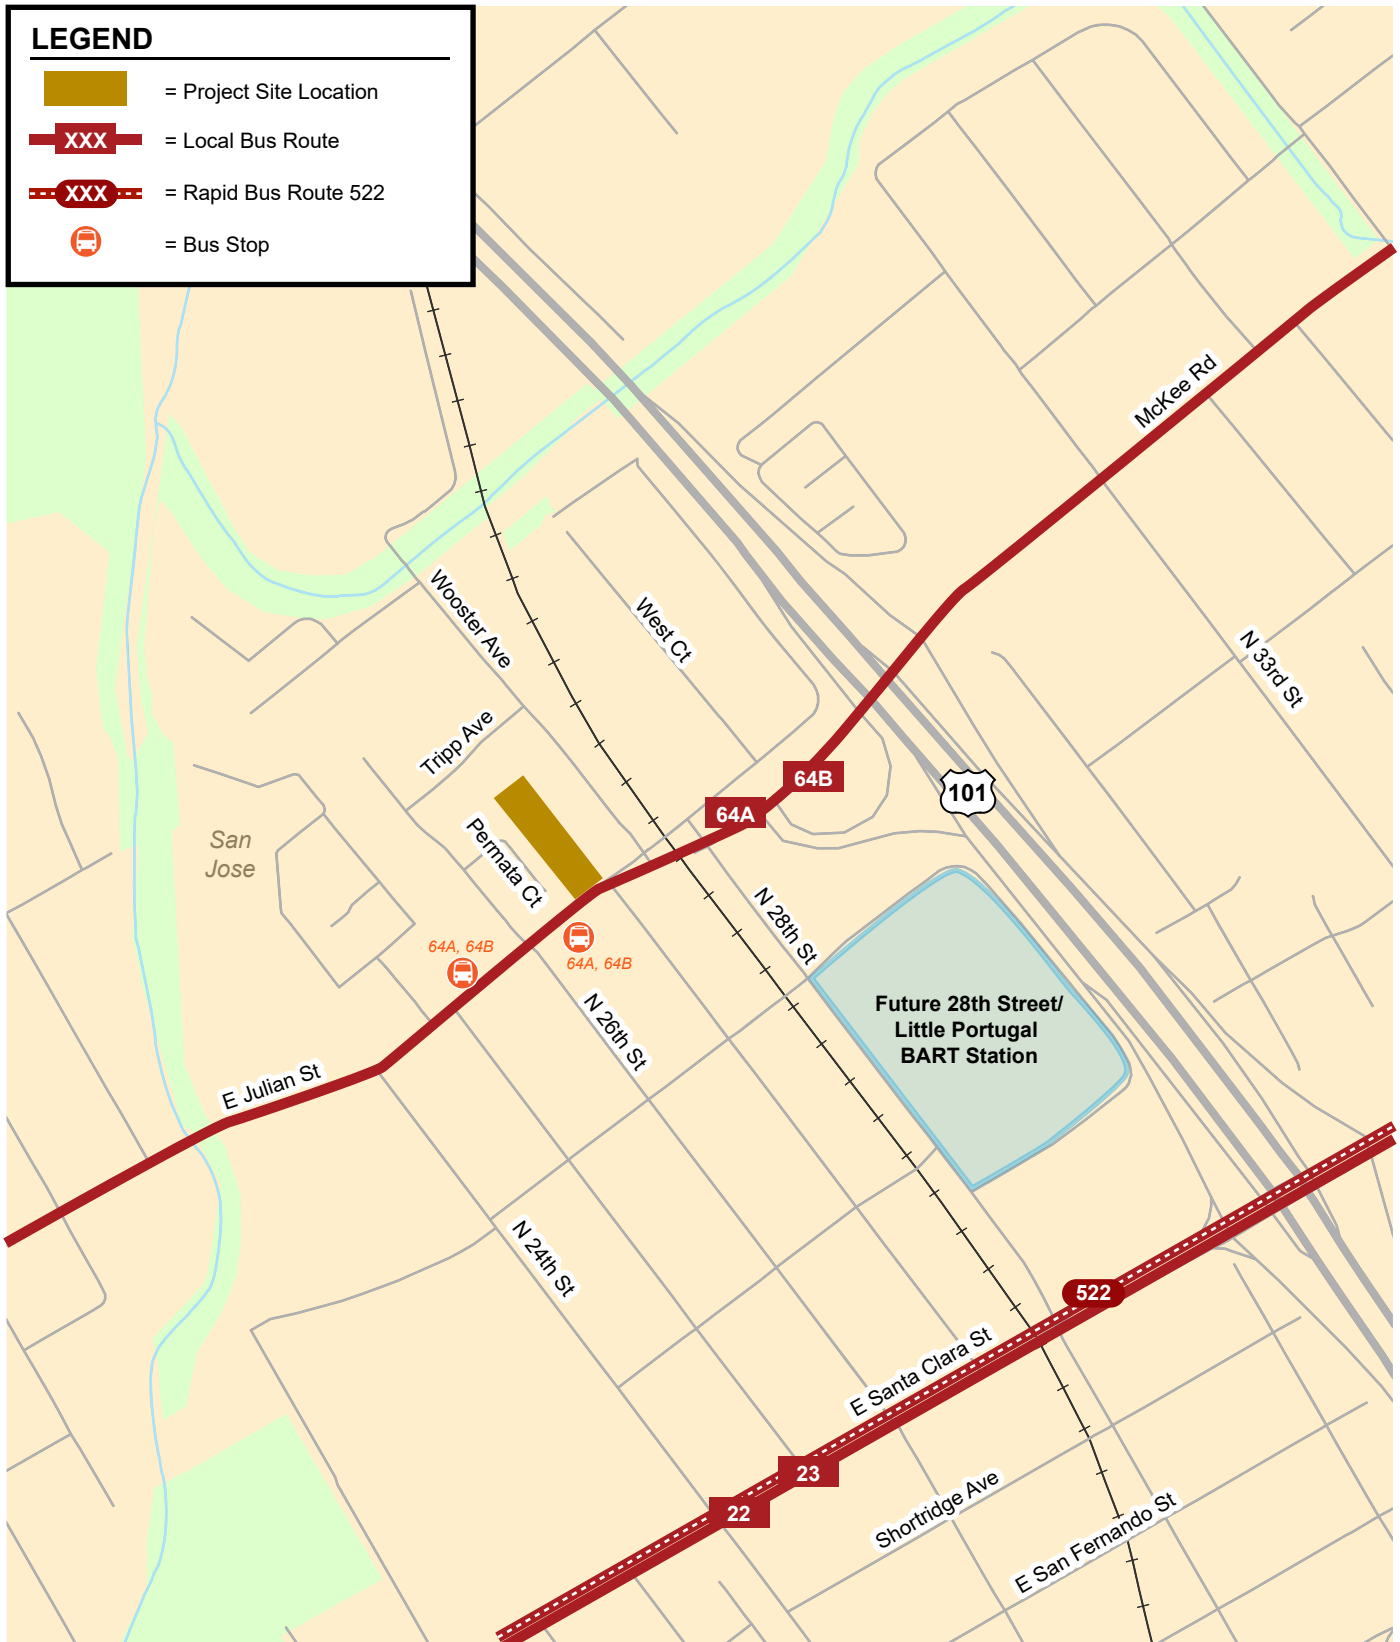 LEGEND
= Project Site Location
XXX
= Local Bus Route
XXX
= Rapid Bus Route 522
= Bus Stop
McKee Rd
Wooster Ave
West Ct
N 33rd St
Tripp Ave
64B
101
64A
San
Jose
Permata Ct
N 28th St
64A, 64B
64A, 64B
Future 28th Street/
Little Portugal
BART Station
N 26th St
E Julian St
N 24th St
522
E Santa Clara St
23
22
Shortridge Ave
E San Fernando St